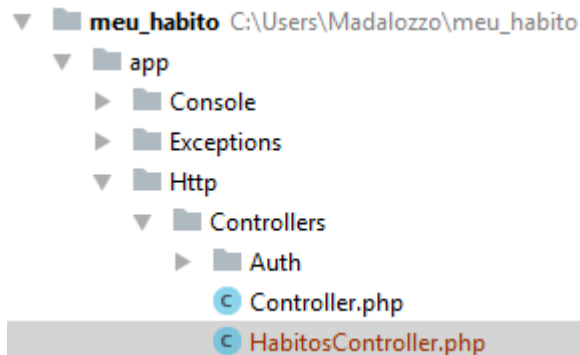 meu_habito C:\Users\Madalozzo\meu_habito
app
Console
Exceptions
Http
Controllers
Auth
C Controller.php
C HabitosController.php